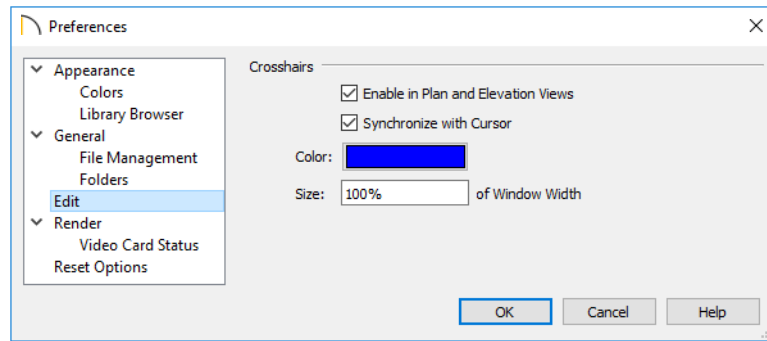 Preferences
Appearance
Colors
Library Browser
General
File Management
Folders
Edit
Render
Video Card Status
Reset Options
Crosshairs
Enable in Plan and Elevation Views
Synchronize with Cursor
Color:
Size: 100% of Window Width
OK Cancel Help